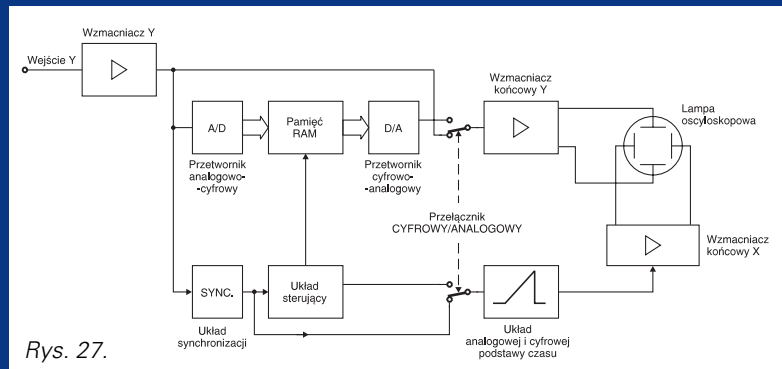 Wzmacniacz Y
Wejście Y
A/D
Przetwornik
analogowo-
cyfrowy
Pamięć
RAM
D/A
Przetwornik
cyfrowo-
analogowy
Wzmacniacz
końcowy Y
Lampa
oscyloskopowa
Przełącznik
CYFROWY/ANALOGOWY
Wzmacniacz
końcowy X
SYNC.
Układ
synchronizacji
Układ
sterujący
Układ
analogowej i cyfrowej
podstawy czasu
Rys. 27.